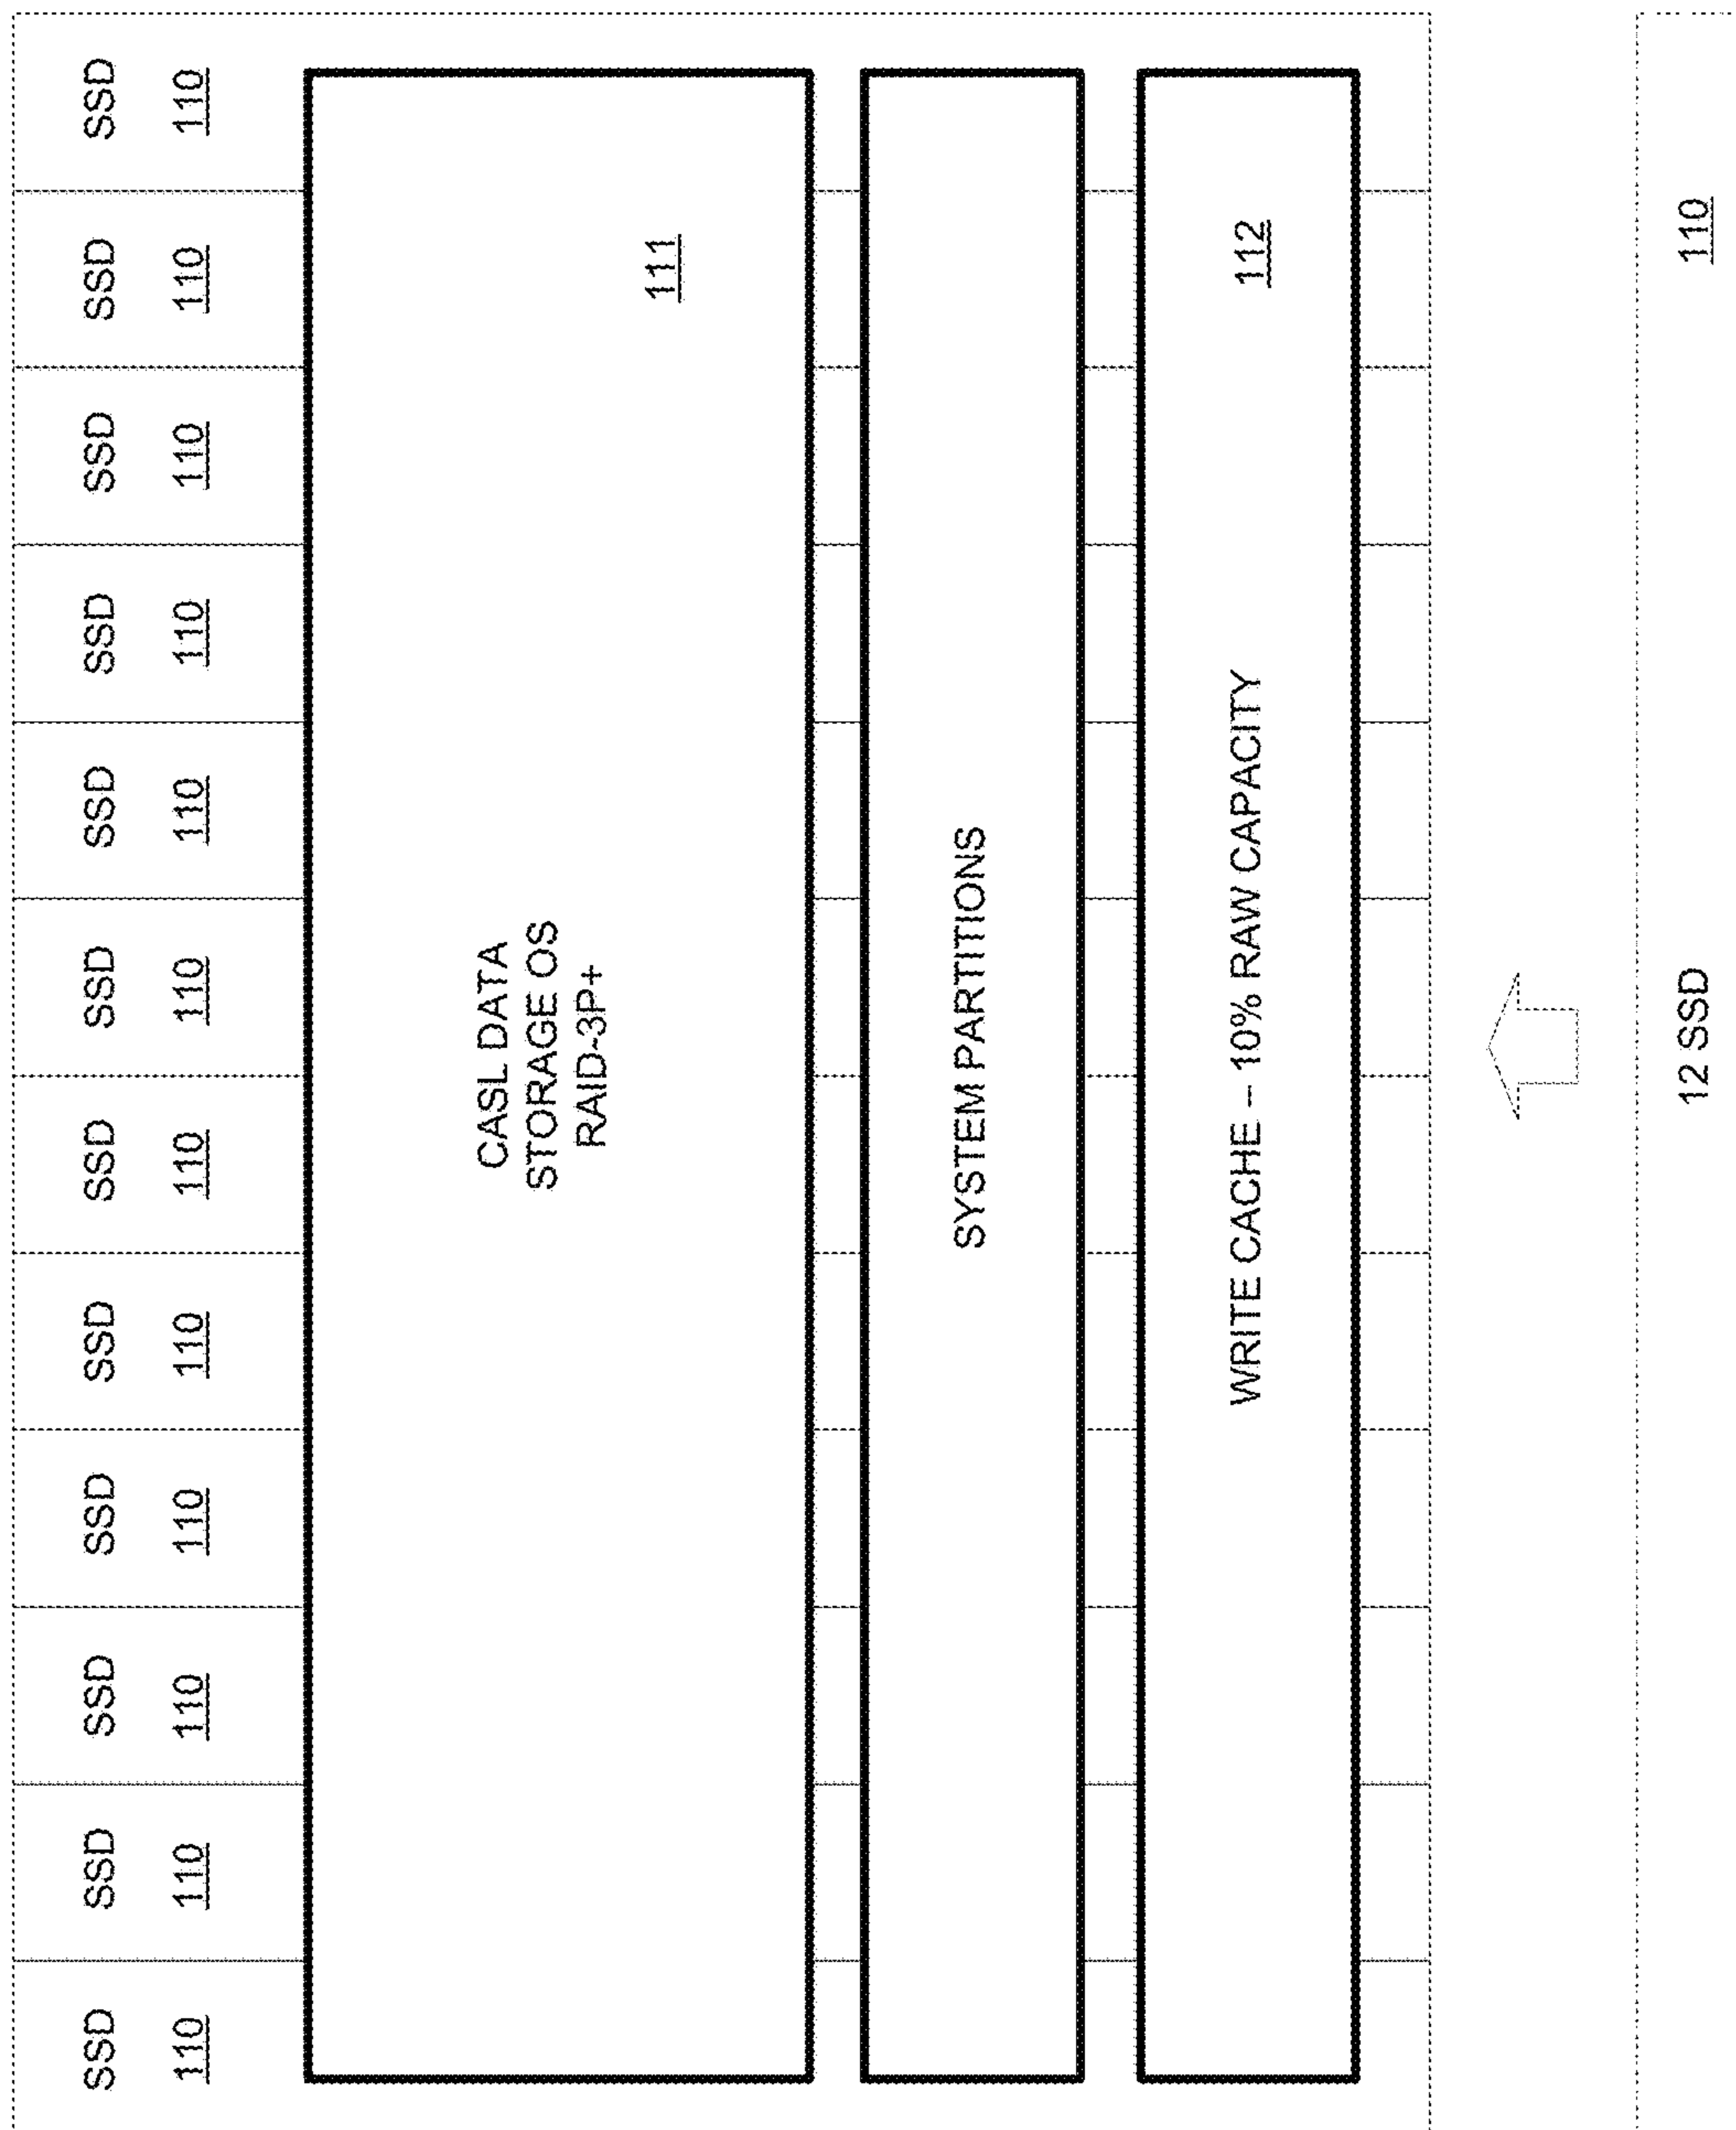 SSD SSD SSD SSD SSD SSD SSD SSD SSD SSD SSD SSD
110 110 110 110 110 110 110 110 110 110 110 110
CASL DATA
STORAGE OS
RAID-3P+
111
SYSTEM PARTITIONS
WRITE CACHE – 10% RAW CAPACITY 112
12 SSD 110